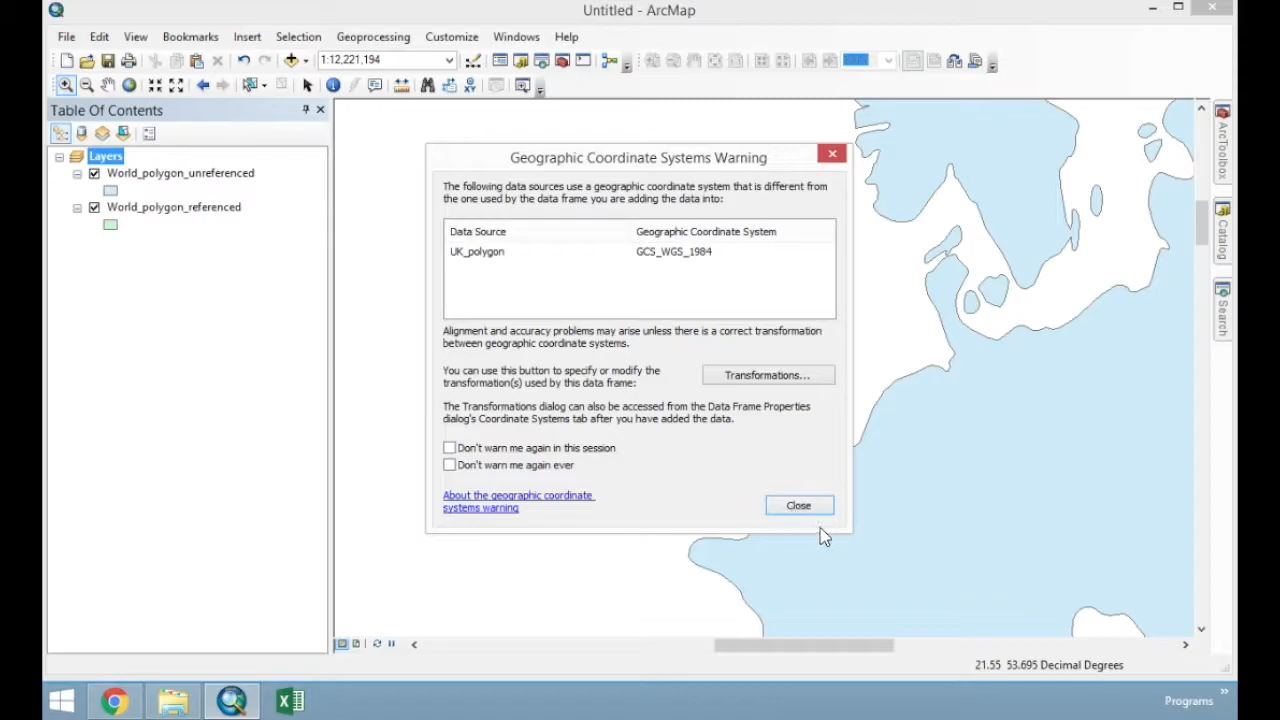 Untitled - ArcMap
File Edit View Bookmarks Insert Selection Geoprocessing Customize Windows Help
1:12,221,194
Table Of Contents
Layers
World_polygon_unreferenced
World_polygon_referenced
Geographic Coordinate Systems Warning
The following data sources use a geographic coordinate system that is different from
the one used by the data frame you are adding the data into:
Data Source Geographic Coordinate System
UK_polygon GCS_WGS_1984
Alignment and accuracy problems may arise unless there is a correct transformation
between geographic coordinate systems.
You can use this button to specify or modify the
transformation(s) used by this data frame:
Transformations...
The Transformations dialog can also be accessed from the Data Frame Properties
dialog's Coordinate Systems tab after you have added the data.
Don't warn me again in this session
Don't warn me again ever
About the geographic coordinate
systems warning
Close
ArcToolbox
Catalog
Search
21.55 53.695 Decimal Degrees
Programs